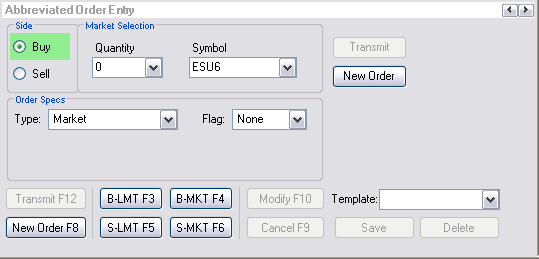 Abbreviated Order Entry
Side
Market Selection
Buy
Sell
Quantity
Symbol
0
ESU6
Transmit
New Order
Order Specs
Type: Market
Flag: None
Transmit F12
B-LMT F3
B-MKT F4
Modify F10
Template:
New Order F8
S-LMT F5
S-MKT F6
Cancel F9
Save
Delete